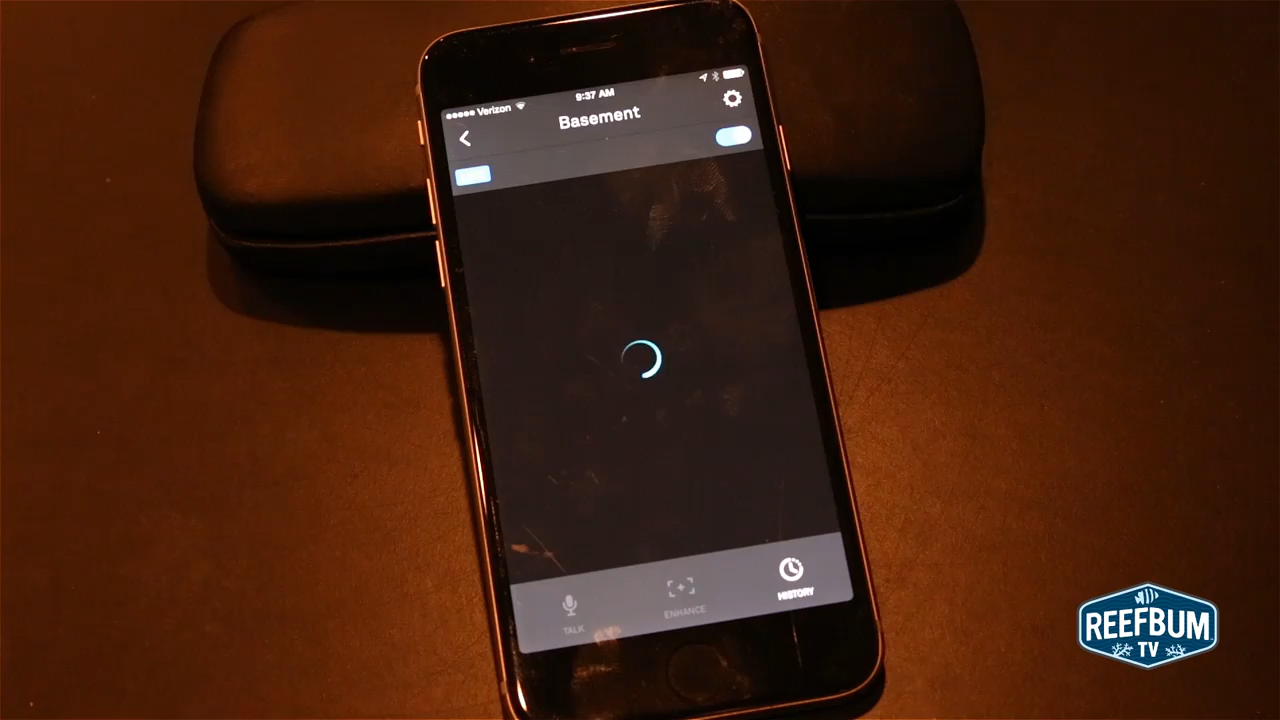 Verizon
9:37 AM
Basement
TALK
ENHANCE
HISTORY
REEFBUM
TV